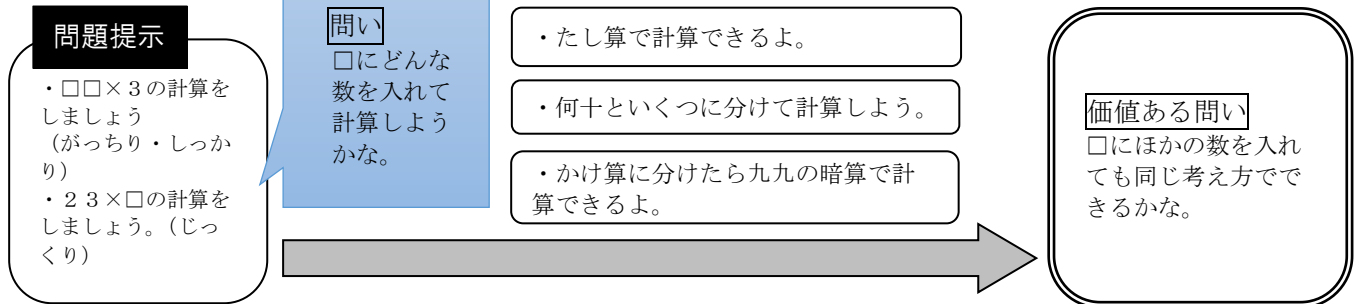 問題提示
・□□×３の計算を
しましょう
（がっちり・しっか
り）
・２３×□の計算を
しましょう。（じっ
くり）
問い
□にどんな
数を入れて
計算しよう
かな。
・たし算で計算できるよ。
・何十といくつに分けて計算しよう。
・かけ算に分けたら九九の暗算で計
算できるよ。
価値ある問い
□にほかの数を入れ
ても同じ考え方でで
きるかな。